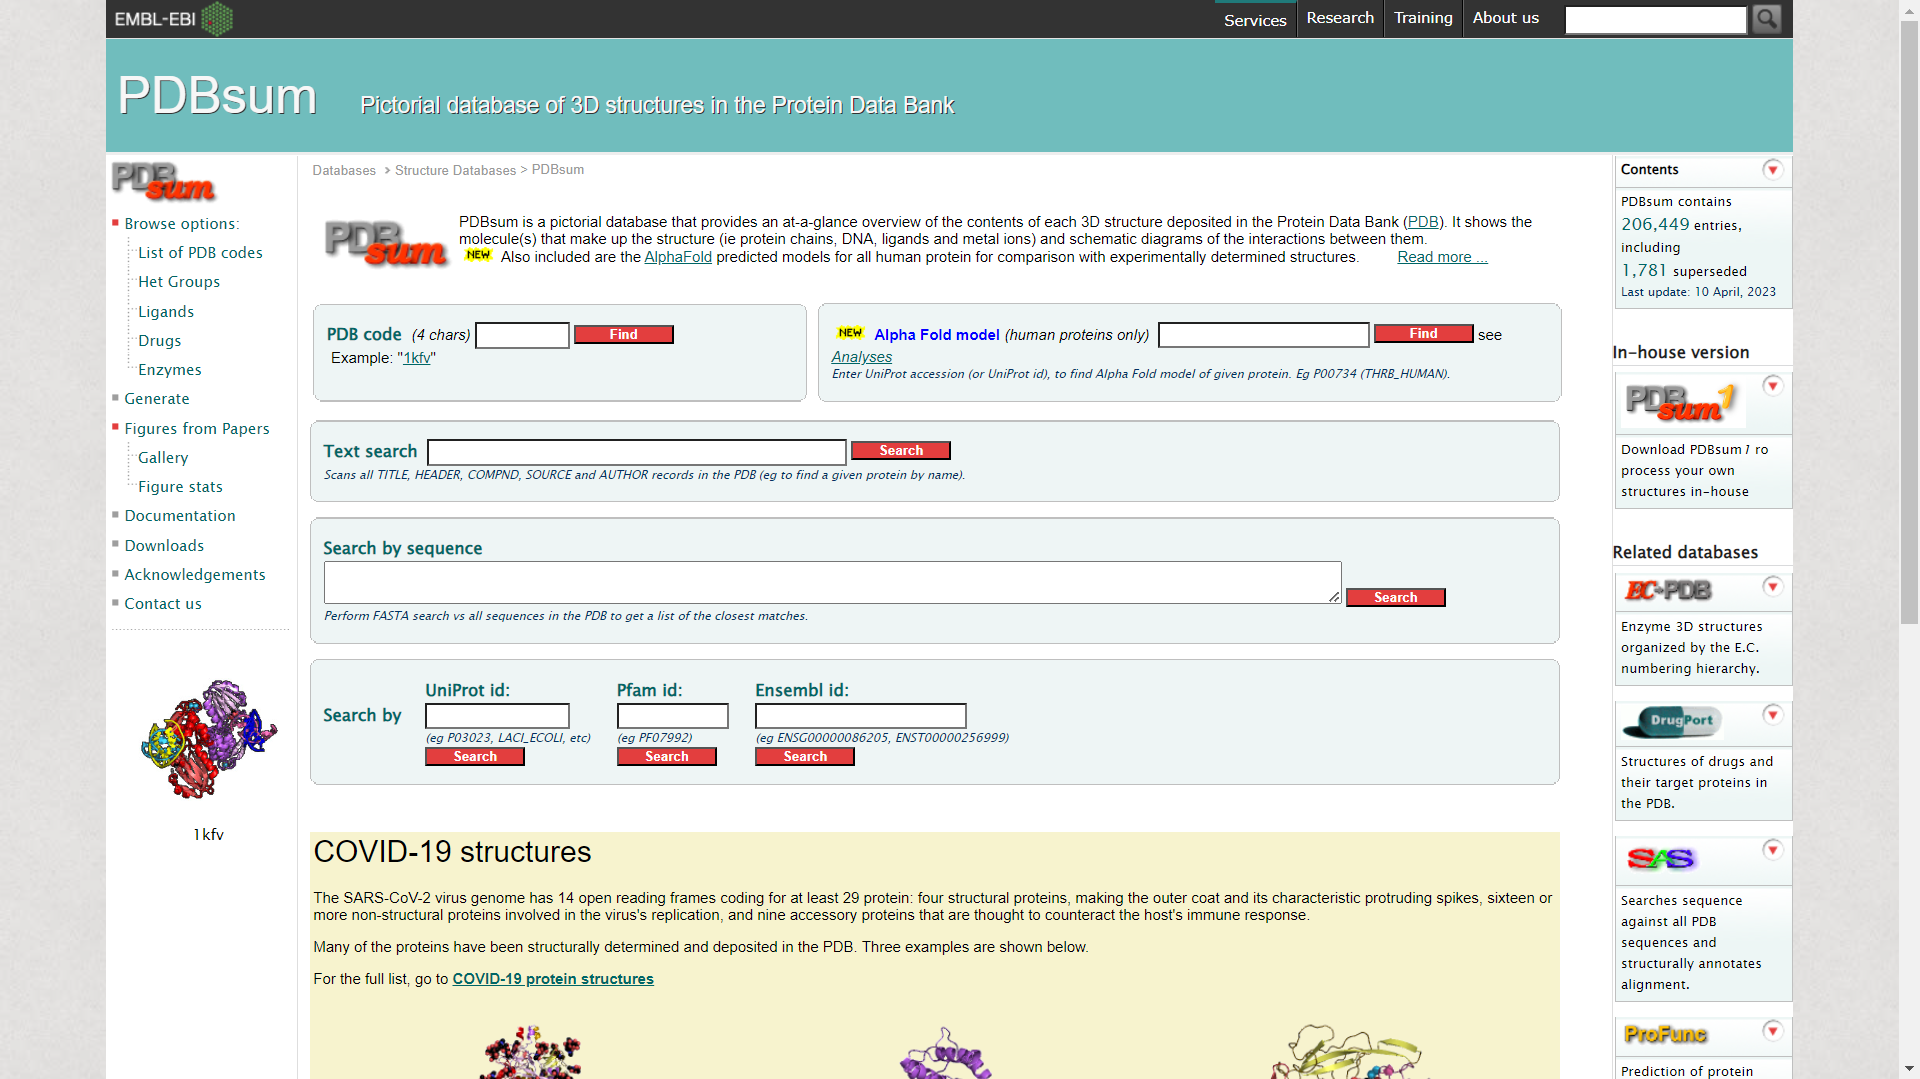 EMBL-EBI
Services
Research
Training
About us
PDBsum
Pictorial database of 3D structures in the Protein Data Bank
PDBsum
Browse options:
List of PDB codes
Het Groups
Ligands
Drugs
Enzymes
Generate
Figures from Papers
Gallery
Figure stats
Documentation
Downloads
Acknowledgements
Contact us
1kfv
Databases > Structure Databases > PDBsum
PDBsum
PDBsum is a pictorial database that provides an at-a-glance overview of the contents of each 3D structure deposited in the Protein Data Bank (PDB). It shows the
molecule(s) that make up the structure (ie protein chains, DNA, ligands and metal ions) and schematic diagrams of the interactions between them.
NEW Also included are the AlphaFold predicted models for all human protein for comparison with experimentally determined structures. Read more ...
PDB code (4 chars) Find
Example: "1kfv"
NEW Alpha Fold model (human proteins only) Find see
Analyses
Enter UniProt accession (or UniProt id), to find Alpha Fold model of given protein. Eg P00734 (THRB_HUMAN).
Text search Search
Scans all TITLE, HEADER, COMPND, SOURCE and AUTHOR records in the PDB (eg to find a given protein by name).
Search by sequence
Search
Perform FASTA search vs all sequences in the PDB to get a list of the closest matches.
Search by
UniProt id:
(eg P03023, LACI_ECOLI, etc)
Search
Pfam id:
(eg PF07992)
Search
Ensembl id:
(eg ENSG00000086205, ENST00000256999)
Search
COVID-19 structures
The SARS-CoV-2 virus genome has 14 open reading frames coding for at least 29 protein: four structural proteins, making the outer coat and its characteristic protruding spikes, sixteen or
more non-structural proteins involved in the virus's replication, and nine accessory proteins that are thought to counteract the host's immune response.
Many of the proteins have been structurally determined and deposited in the PDB. Three examples are shown below.
For the full list, go to COVID-19 protein structures
Contents
PDBsum contains
206,449 entries,
including
1,781 superseded
Last update: 10 April, 2023
In-house version
PDBsum1
Download PDBsum1 ro
process your own
structures in-house
Related databases
EC->PDB
Enzyme 3D structures
organized by the E.C.
numbering hierarchy.
DrugPort
Structures of drugs and
their target proteins in
the PDB.
SAS
Searches sequence
against all PDB
sequences and
structurally annotates
alignment.
ProFunc
Prediction of protein